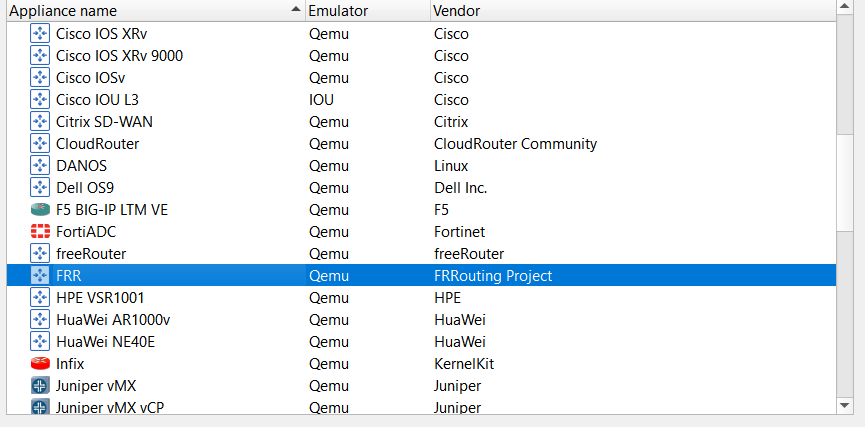 Appliance name Emulator Vendor
Cisco IOS XRv Qemu Cisco
Cisco IOS XRv 9000 Qemu Cisco
Cisco IOSv Qemu Cisco
Cisco IOU L3 IOU Cisco
Citrix SD-WAN Qemu Citrix
CloudRouter Qemu CloudRouter Community
DANOS Qemu Linux
Dell OS9 Qemu Dell Inc.
F5 BIG-IP LTM VE Qemu F5
FortiADC Qemu Fortinet
freeRouter Qemu freeRouter
FRR Qemu FRRouting Project
HPE VSR1001 Qemu HPE
HuaWei AR1000v Qemu HuaWei
HuaWei NE40E Qemu HuaWei
Infix Qemu KernelKit
Juniper vMX Qemu Juniper
Juniper vMX vCP Qemu Juniper